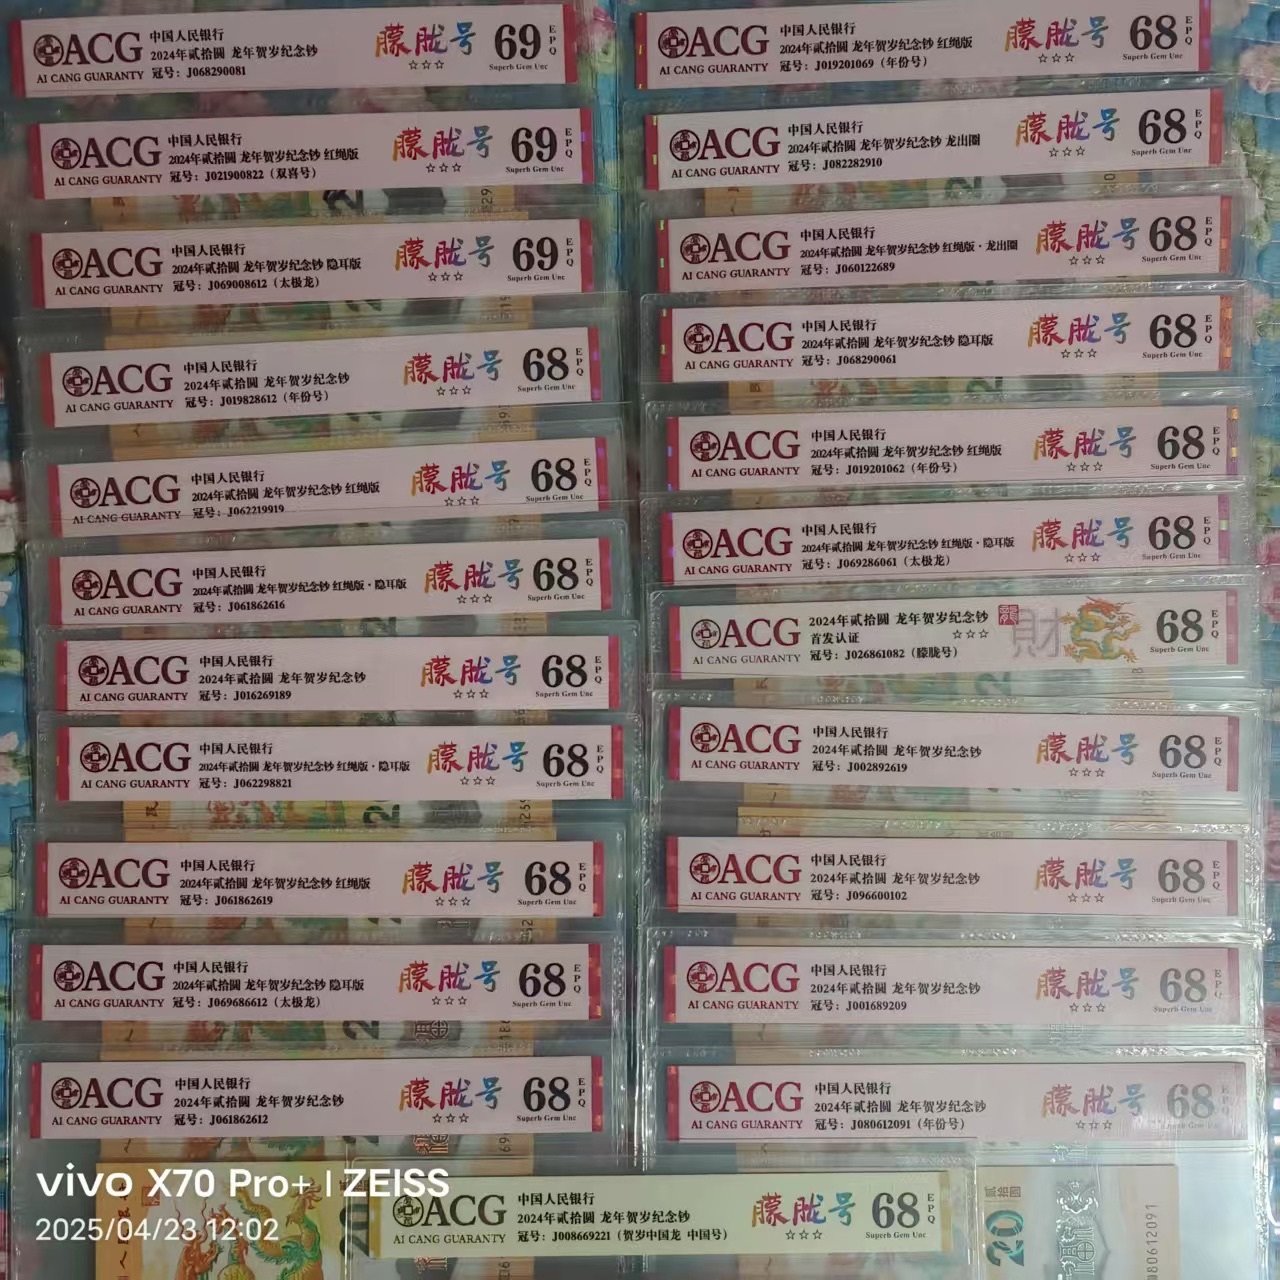 ACG
AI CANG GUARANTY
中国人民银行
2024年贰拾圆 龙年贺岁纪念钞
冠号：J068290081
朦胧号
☆☆☆
69
EPQ
Superb Gem Unc
ACG
AI CANG GUARANTY
中国人民银行
2024年贰拾圆 龙年贺岁纪念钞 红绳版
冠号：J021900822（双喜号）
朦胧号
☆☆☆
69
EPQ
Superb Gem Unc
ACG
AI CANG GUARANTY
中国人民银行
2024年贰拾圆 龙年贺岁纪念钞 隐耳版
冠号：J069008612（太极龙）
朦胧号
☆☆☆
69
EPQ
Superb Gem Unc
ACG
AI CANG GUARANTY
中国人民银行
2024年贰拾圆 龙年贺岁纪念钞
冠号：J019828612（年份号）
朦胧号
☆☆☆
68
EPQ
Superb Gem Unc
ACG
AI CANG GUARANTY
中国人民银行
2024年贰拾圆 龙年贺岁纪念钞 红绳版
冠号：J062219919
朦胧号
☆☆☆
68
EPQ
Superb Gem Unc
ACG
AI CANG GUARANTY
中国人民银行
2024年贰拾圆 龙年贺岁纪念钞 红绳版·隐耳版
冠号：J061862616
朦胧号
☆☆☆
68
EPQ
Superb Gem Unc
ACG
AI CANG GUARANTY
中国人民银行
2024年贰拾圆 龙年贺岁纪念钞
冠号：J016269189
朦胧号
☆☆☆
68
EPQ
Superb Gem Unc
ACG
AI CANG GUARANTY
中国人民银行
2024年贰拾圆 龙年贺岁纪念钞 红绳版·隐耳版
冠号：J062298821
朦胧号
☆☆☆
68
EPQ
Superb Gem Unc
ACG
AI CANG GUARANTY
中国人民银行
2024年贰拾圆 龙年贺岁纪念钞 红绳版
冠号：J061862619
朦胧号
☆☆☆
68
EPQ
Superb Gem Unc
ACG
AI CANG GUARANTY
中国人民银行
2024年贰拾圆 龙年贺岁纪念钞 隐耳版
冠号：J069686612（太极龙）
朦胧号
☆☆☆
68
EPQ
Superb Gem Unc
ACG
AI CANG GUARANTY
中国人民银行
2024年贰拾圆 龙年贺岁纪念钞
冠号：J061862612
朦胧号
☆☆☆
68
EPQ
Superb Gem Unc
ACG
AI CANG GUARANTY
中国人民银行
2024年贰拾圆 龙年贺岁纪念钞 红绳版
冠号：J019201069（年份号）
朦胧号
☆☆☆
68
EPQ
Superb Gem Unc
ACG
AI CANG GUARANTY
中国人民银行
2024年贰拾圆 龙年贺岁纪念钞 龙出圈
冠号：J082282910
朦胧号
☆☆☆
68
EPQ
Superb Gem Unc
ACG
AI CANG GUARANTY
中国人民银行
2024年贰拾圆 龙年贺岁纪念钞 红绳版·龙出圈
冠号：J060122689
朦胧号
☆☆☆
68
EPQ
Superb Gem Unc
ACG
AI CANG GUARANTY
中国人民银行
2024年贰拾圆 龙年贺岁纪念钞 隐耳版
冠号：J068290061
朦胧号
☆☆☆
68
EPQ
Superb Gem Unc
ACG
AI CANG GUARANTY
中国人民银行
2024年贰拾圆 龙年贺岁纪念钞 红绳版
冠号：J019201062（年份号）
朦胧号
☆☆☆
68
EPQ
Superb Gem Unc
ACG
AI CANG GUARANTY
中国人民银行
2024年贰拾圆 龙年贺岁纪念钞 红绳版·隐耳版
冠号：J069286061（太极龙）
朦胧号
☆☆☆
68
EPQ
Superb Gem Unc
ACG
AI CANG GUARANTY
2024年贰拾圆 龙年贺岁纪念钞
首发认证 ☆☆☆
冠号：J026861082（朦胧号）
財
68
EPQ
Superb Gem Unc
ACG
AI CANG GUARANTY
中国人民银行
2024年贰拾圆 龙年贺岁纪念钞
冠号：J002892619
朦胧号
☆☆☆
68
EPQ
Superb Gem Unc
ACG
AI CANG GUARANTY
中国人民银行
2024年贰拾圆 龙年贺岁纪念钞
冠号：J096600102
朦胧号
☆☆☆
68
EPQ
Superb Gem Unc
ACG
AI CANG GUARANTY
中国人民银行
2024年贰拾圆 龙年贺岁纪念钞
冠号：J001689209
朦胧号
☆☆☆
68
EPQ
Superb Gem Unc
ACG
AI CANG GUARANTY
中国人民银行
2024年贰拾圆 龙年贺岁纪念钞
冠号：J080612091（年份号）
朦胧号
☆☆☆
68
EPQ
Superb Gem Unc
ACG
AI CANG GUARANTY
中国人民银行
2024年贰拾圆 龙年贺岁纪念钞
冠号：J008669221（贺岁中国龙 中国号）
朦胧号
☆☆☆
68
EPQ
Superb Gem Unc
贰拾圆
20
080612091
vivo X70 Pro+ | ZEISS
2025/04/23 12:02